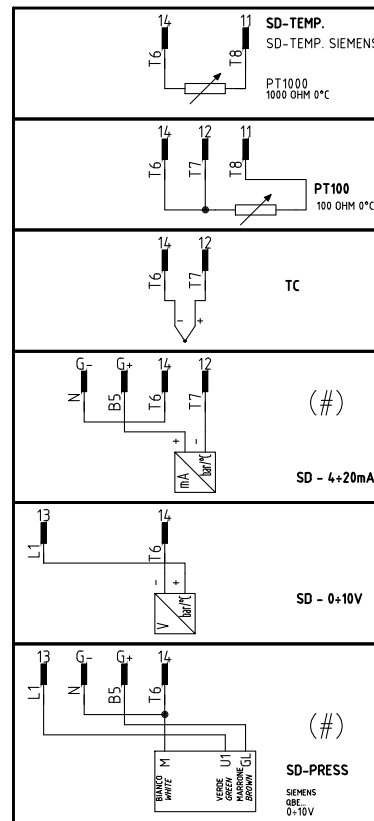 14 11 SD-TEMP.
SD-TEMP. SIEMENS
T6 T8
PT1000
1000 OHM 0°C
14 12 11
T6 T7 T8
PT100
100 OHM 0°C
14 12
T6 T7
TC
- +
G- G+ 14 12
N B5 T6 T7
(#)
+ -
mA bar/°C
SD - 4÷20mA
13 14
L1 T6
- +
V bar/°C
SD - 0÷10V
13 G- G+ 14
L1 N B5 T6
(#)
M U1 GL
BIANCO VERDE MARRONE
WHITE GREEN BROWN
SD-PRESS
SIEMENS
QBE...
0÷10V